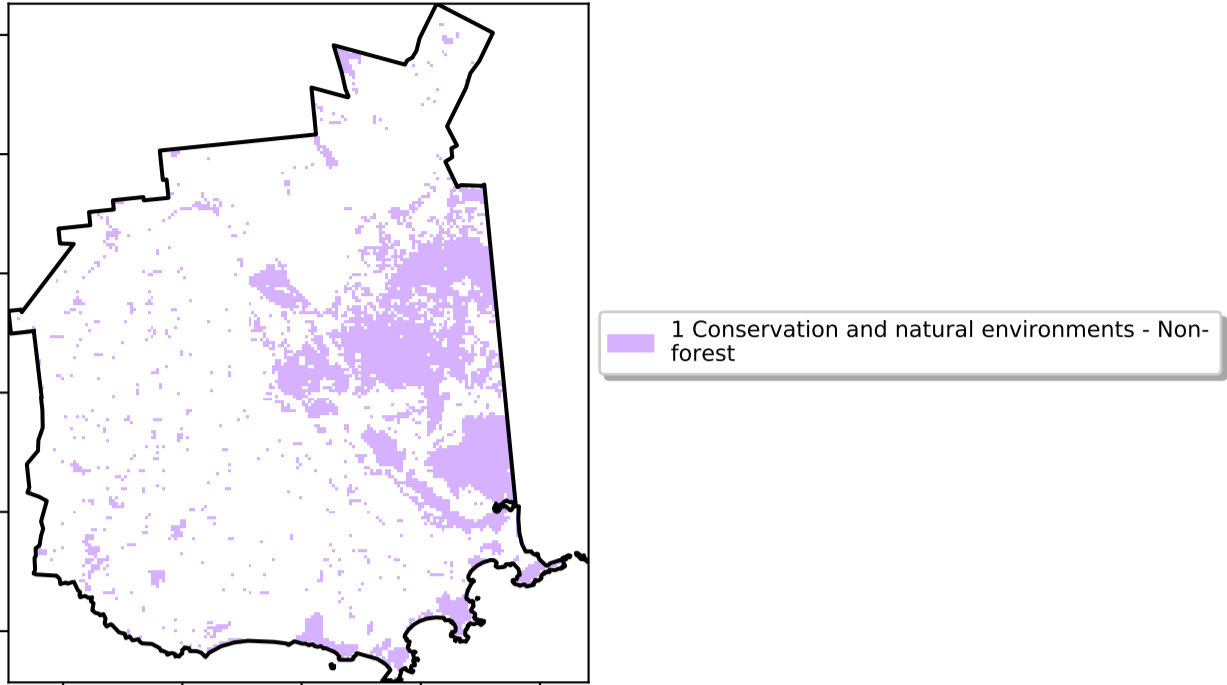 1 Conservation and natural environments - Non-
forest